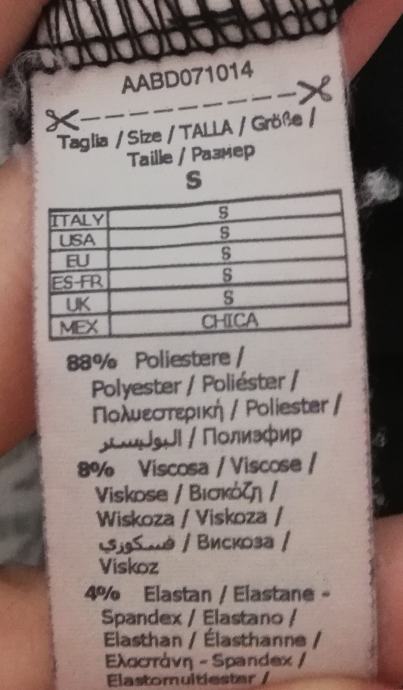 AABD071014
Taglia / Size / TALLA / Größe /
Taille / Размер
S
ITALY S
USA S
EU S
ES-FR S
UK S
MEX CHICA
88% Poliestere /
Polyester / Poliéster /
Πολυεστερική / Poliester /
البوليستر / Полиэфир
8% Viscosa / Viscose /
Viskose / Βισκόζη /
Wiskoza / Viskoza /
فسكوزي / Вискоза /
Viskoz
4% Elastan / Elastane -
Spandex / Elastano /
Elasthan / Élasthanne /
Ελαστάνη - Spandex /
Elastomultiester /